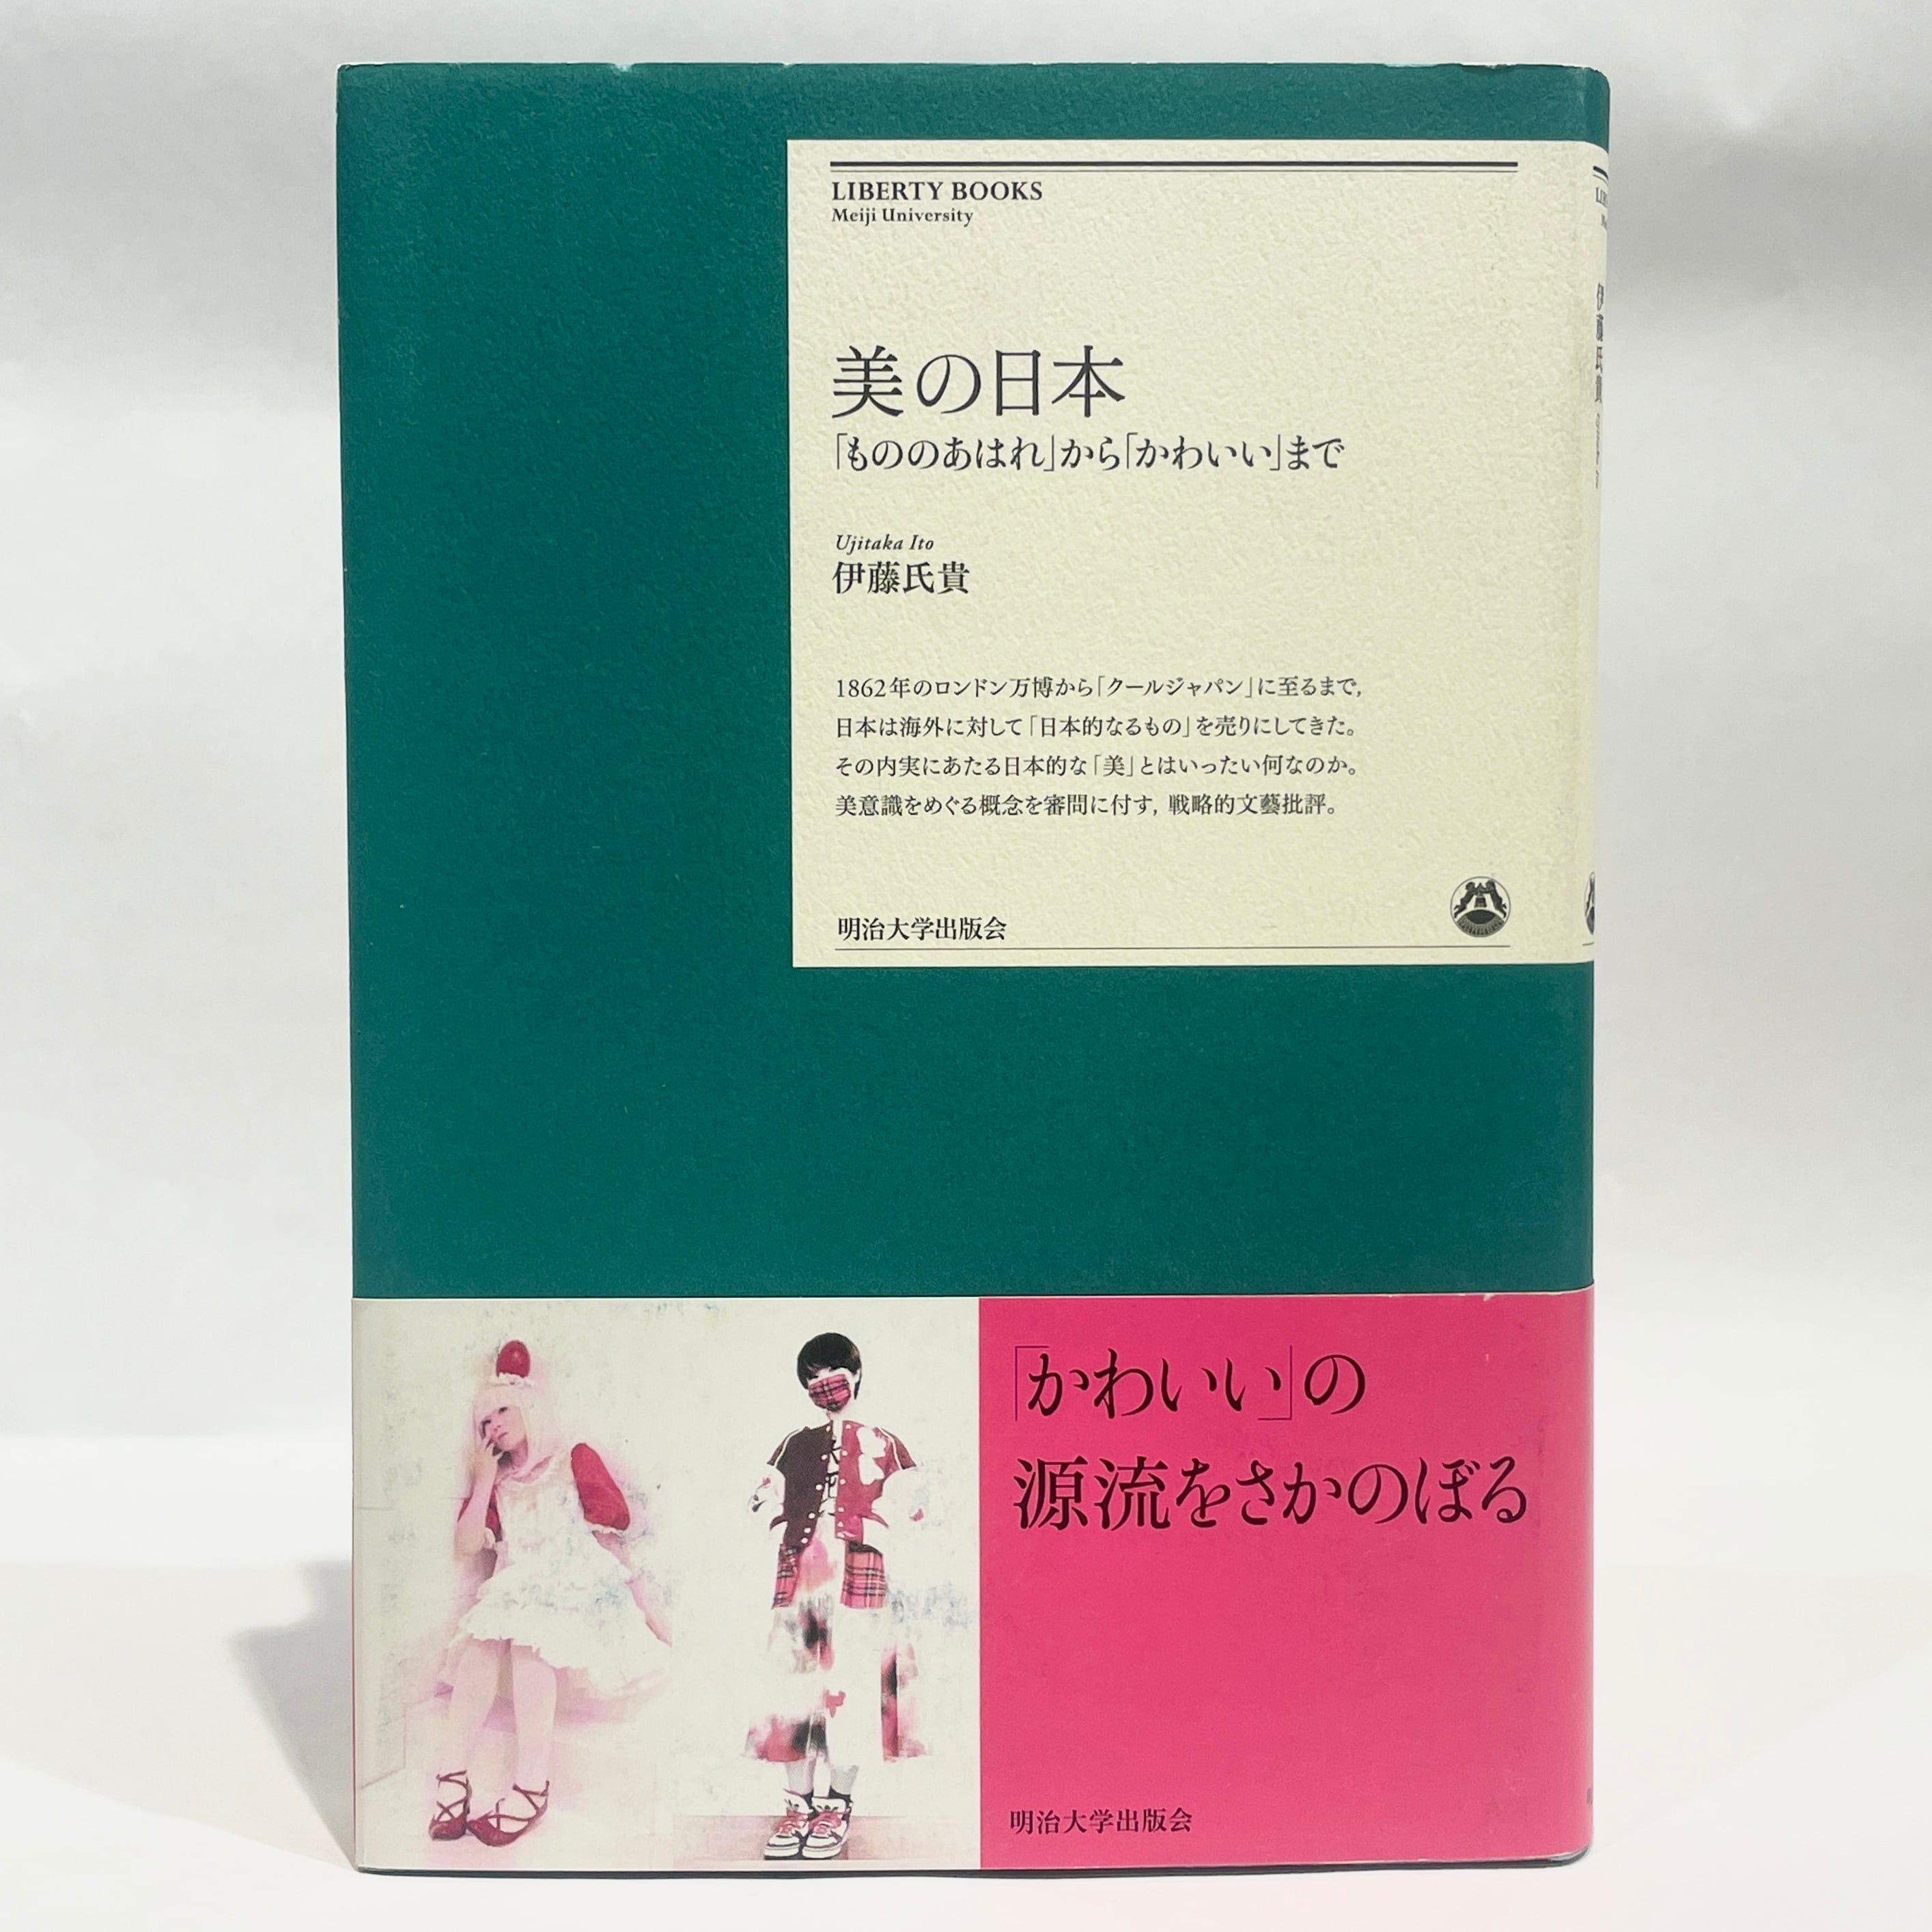 LIBERTY BOOKS
Meiji University
美の日本
「もののあはれ」から「かわいい」まで
Ujitaka Ito
伊藤氏貴
1862年のロンドン万博から「クールジャパン」に至るまで,
日本は海外に対して「日本的なるもの」を売りにしてきた。
その内実にあたる日本的な「美」とはいったい何なのか。
美意識をめぐる概念を審問に付す, 戦略的文藝批評。
明治大学出版会
「かわいい」の
源流をさかのぼる
明治大学出版会
伊藤氏貴